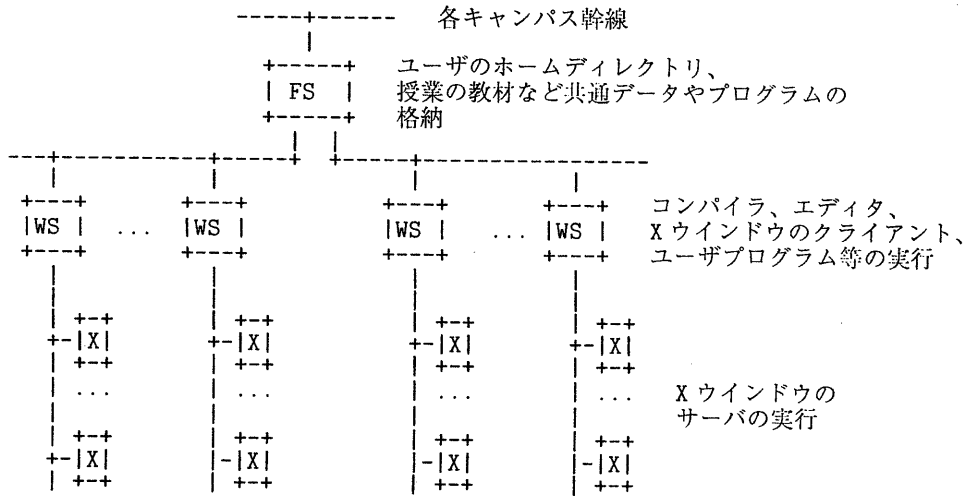 各キャンパス幹線
ユーザのホームディレクトリ、
FS
授業の教材など共通データやプログラムの
格納
WS ... WS WS ... WS
コンパイラ、エディタ、
Xウインドウのクライアント、
ユーザプログラム等の実行
X X X X
... ... ... ...
Xウインドウの
サーバの実行
X X X X